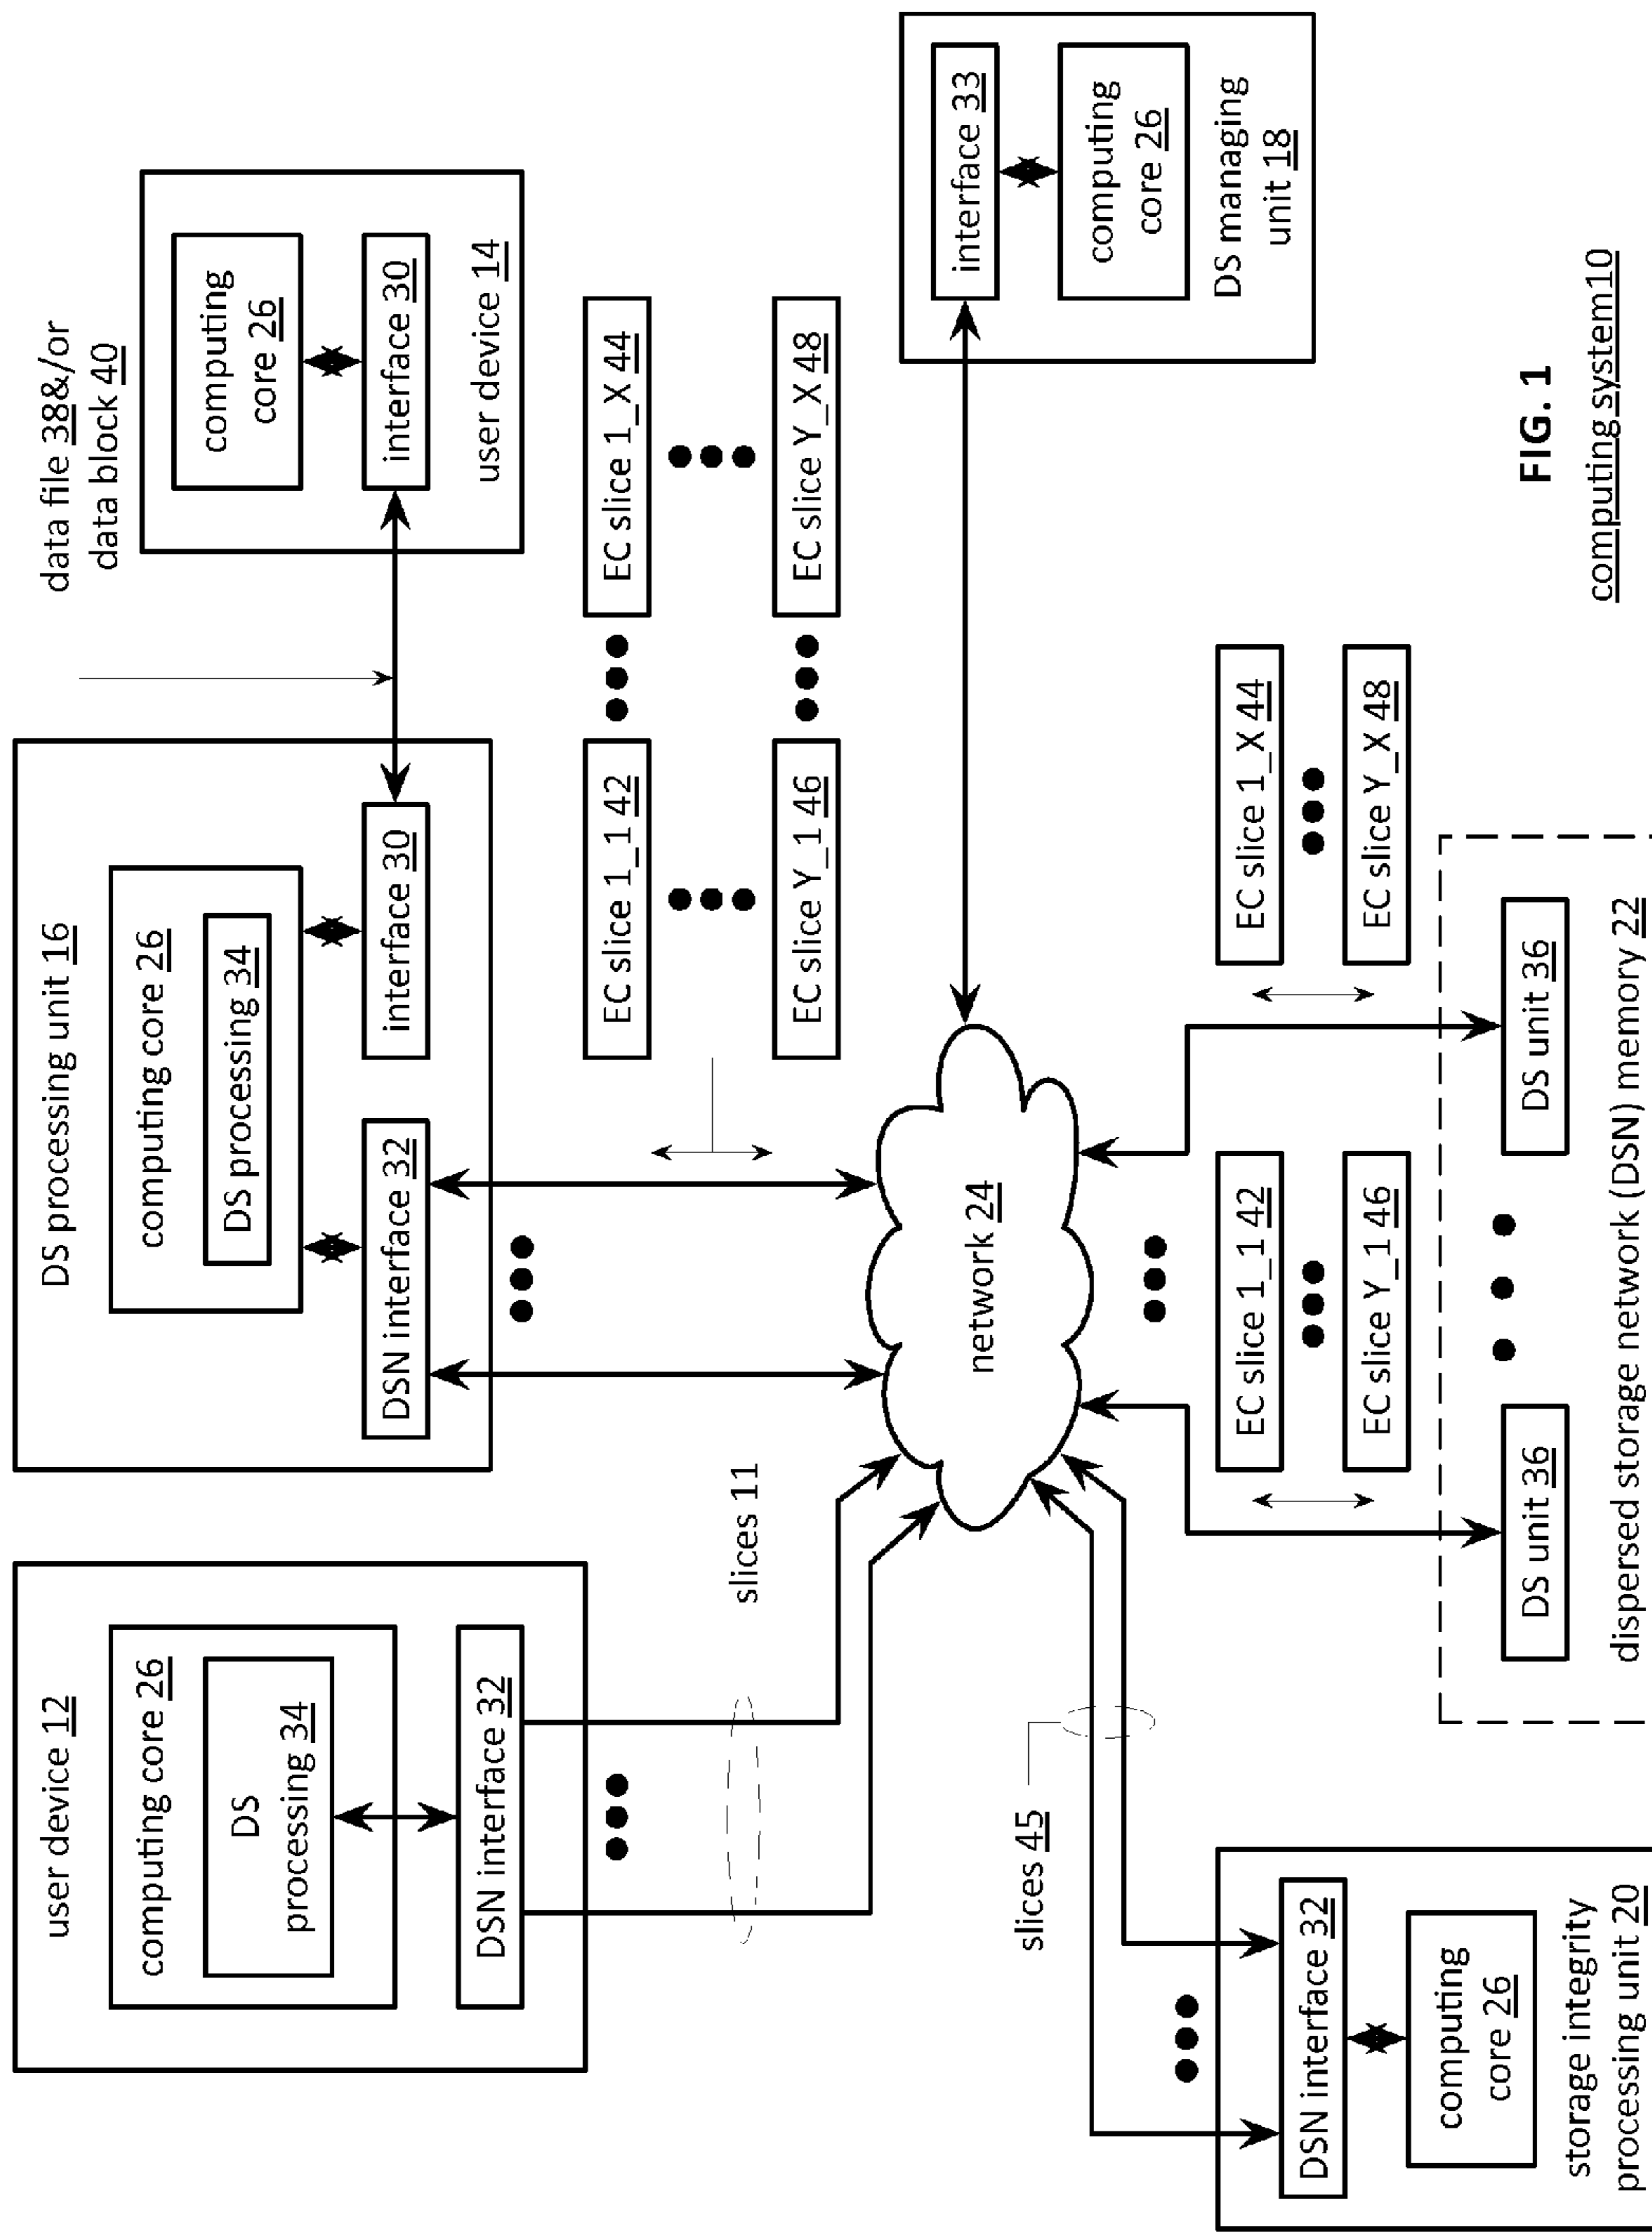 user device 12
computing core 26
DS
processing 34
DSN interface 32
slices 11
DS processing unit 16
computing core 26
DS processing 34
DSN interface 32
interface 30
data file 38&/or
data block 40
computing
core 26
interface 30
user device 14
EC slice 1_1 42
EC slice 1_X 44
EC slice Y_1 46
EC slice Y_X 48
network 24
interface 33
computing
core 26
DS managing
unit 18
slices 45
DSN interface 32
computing
core 26
storage integrity
processing unit 20
EC slice 1_1 42
EC slice Y_1 46
EC slice 1_X 44
EC slice Y_X 48
DS unit 36
DS unit 36
dispersed storage network (DSN) memory 22
FIG. 1
computing system10